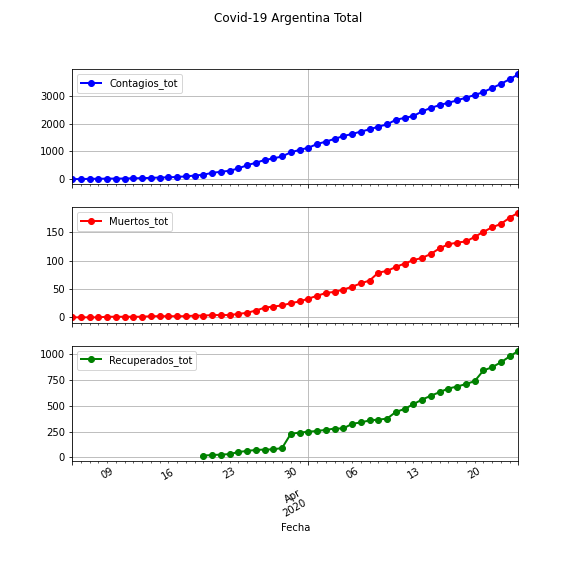 Covid-19 Argentina Total
Contagios_tot
3000
2000
1000
0
Muertos_tot
150
100
50
0
Recuperados_tot
1000
750
500
250
0
09 16 23 30 06 13 20
Apr
2020
Fecha